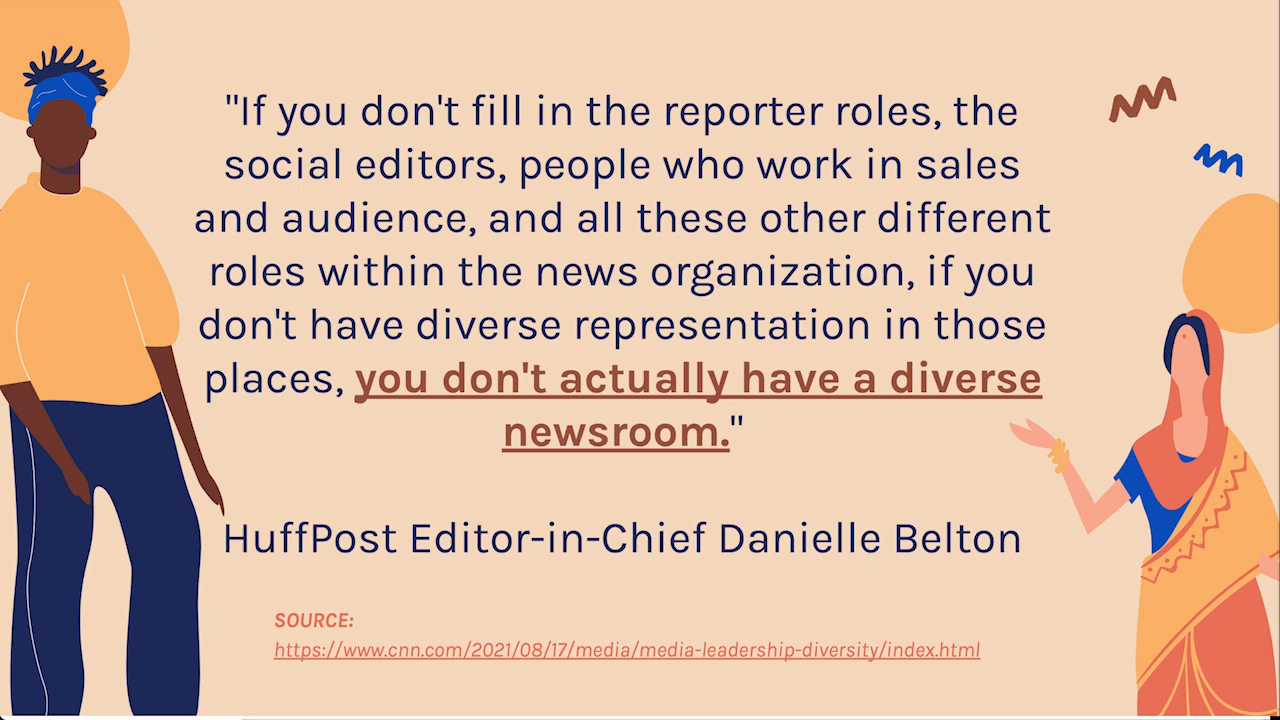 "If you don't fill in the reporter roles, the
social editors, people who work in sales
and audience, and all these other different
roles within the news organization, if you
don't have diverse representation in those
places, you don't actually have a diverse
newsroom."
HuffPost Editor-in-Chief Danielle Belton
SOURCE:
https://www.cnn.com/2021/08/17/media/media-leadership-diversity/index.html